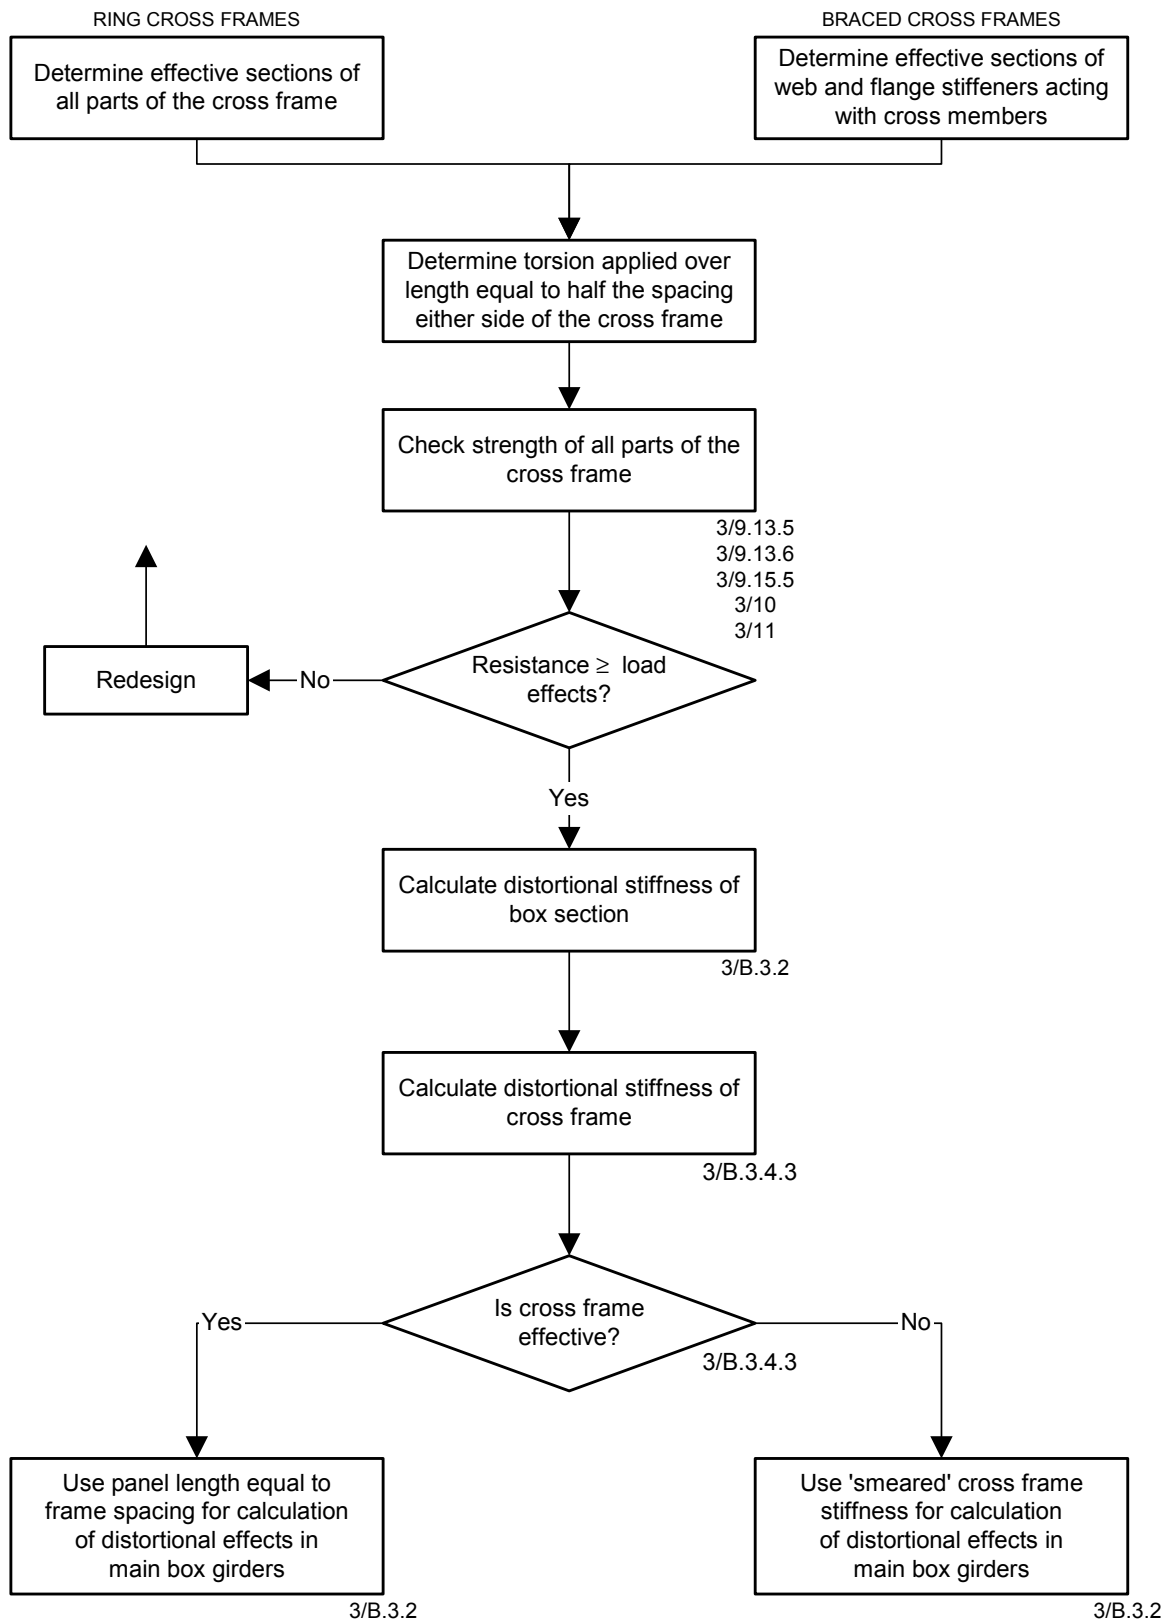 RING CROSS FRAMES
BRACED CROSS FRAMES
Determine effective sections of
all parts of the cross frame
Determine effective sections of
web and flange stiffeners acting
with cross members
Determine torsion applied over
length equal to half the spacing
either side of the cross frame
Check strength of all parts of the
cross frame
3/9.13.5
3/9.13.6
3/9.15.5
3/10
3/11
Resistance ≥ load
effects?
No
Redesign
Yes
Calculate distortional stiffness of
box section
3/B.3.2
Calculate distortional stiffness of
cross frame
3/B.3.4.3
Is cross frame
effective?
Yes
No
3/B.3.4.3
Use panel length equal to
frame spacing for calculation
of distortional effects in
main box girders
3/B.3.2
Use 'smeared' cross frame
stiffness for calculation
of distortional effects in
main box girders
3/B.3.2